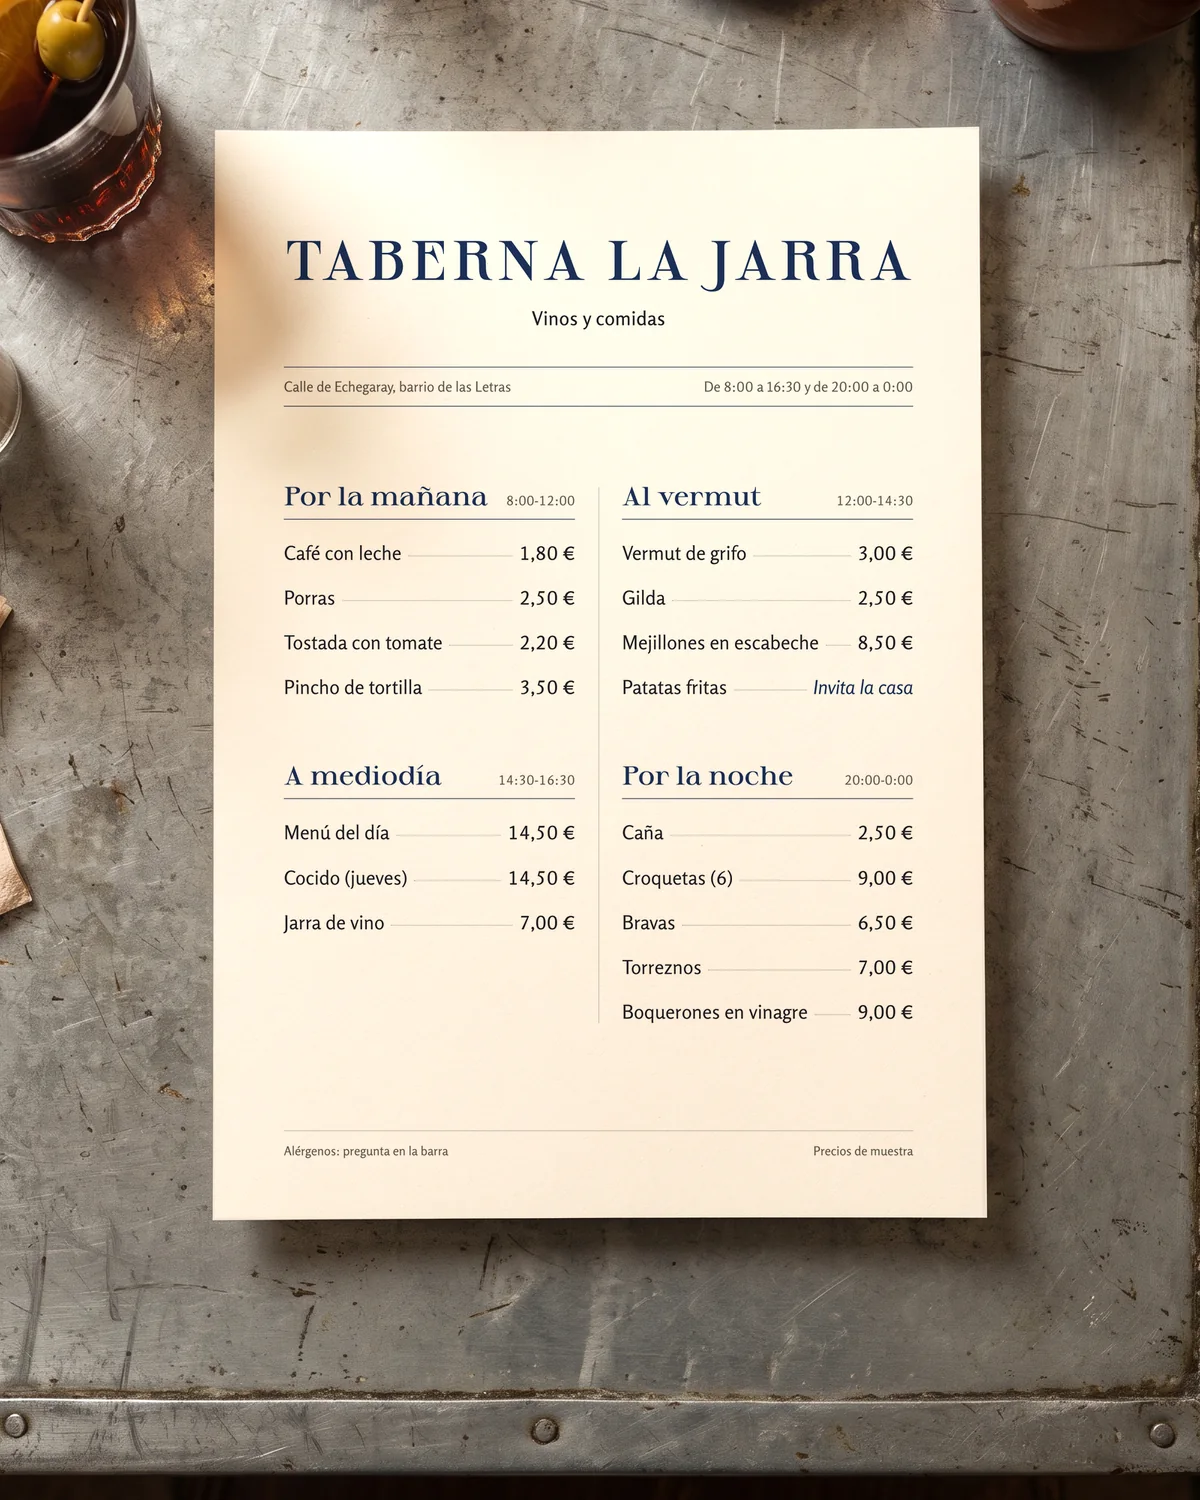 TABERNA LA JARRA
Vinos y comidas
Calle de Echegaray, barrio de las Letras
De 8:00 a 16:30 y de 20:00 a 0:00
Por la mañana 8:00-12:00
Café con leche 1,80 €
Porras 2,50 €
Tostada con tomate 2,20 €
Pincho de tortilla 3,50 €
A mediodía 14:30-16:30
Menú del día 14,50 €
Cocido (jueves) 14,50 €
Jarra de vino 7,00 €
Al vermut 12:00-14:30
Vermut de grifo 3,00 €
Gilda 2,50 €
Mejillones en escabeche 8,50 €
Patatas fritas Invita la casa
Por la noche 20:00-0:00
Caña 2,50 €
Croquetas (6) 9,00 €
Bravas 6,50 €
Torreznos 7,00 €
Boquerones en vinagre 9,00 €
Alérgenos: pregunta en la barra
Precios de muestra